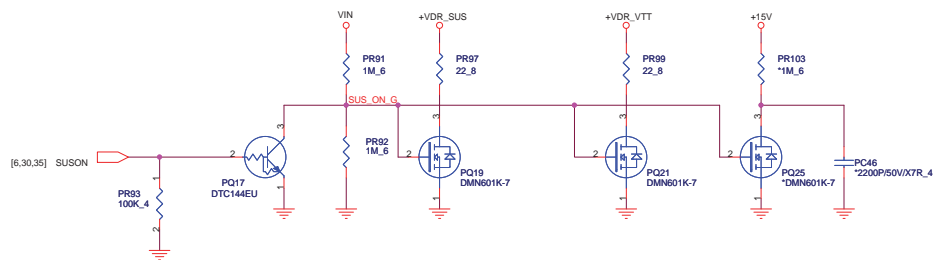 VIN
+VDR_SUS
+VDR_VTT
+15V
PR91
1M_6
PR97
22_8
PR99
22_8
PR103
*1M_6
SUS_ON_G
3
3
3
3
[6,30,35] SUSON
2
PQ17
DTC144EU
1
PR92
1M_6
2
PQ19
DMN601K-7
1
2
PQ21
DMN601K-7
1
2
PQ25
*DMN601K-7
1
PC46
*2200P/50V/X7R_4
1
PR93
100K_4
2